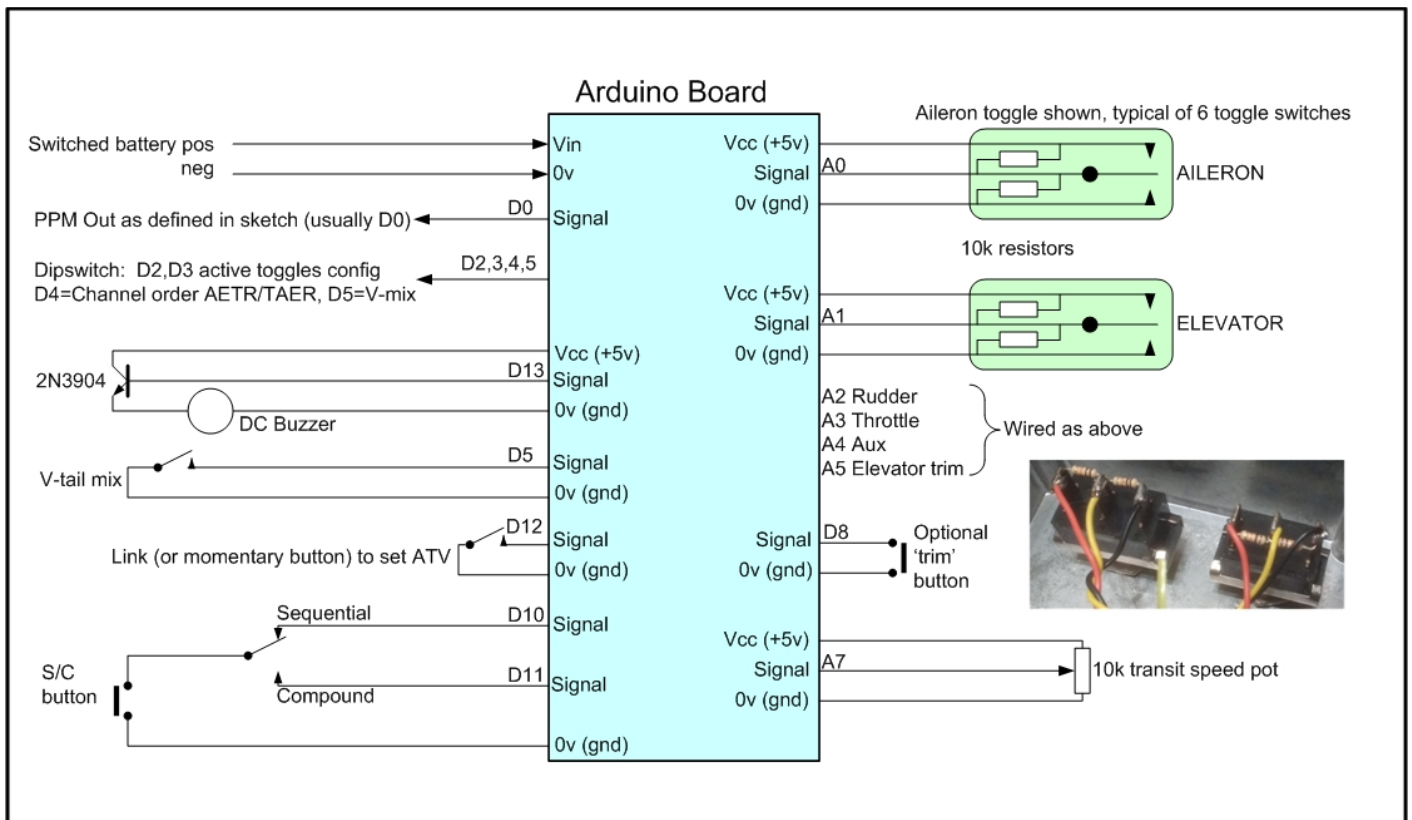 Arduino Board
Aileron toggle shown, typical of 6 toggle switches
Switched battery pos
neg
Vin
0v
PPM Out as defined in sketch (usually D0)
D0
Signal
Dipswitch: D2,D3 active toggles config
D4=Channel order AETR/TAER, D5=V-mix
D2,3,4,5
2N3904
Vcc (+5v)
D13
Signal
0v (gnd)
DC Buzzer
V-tail mix
D5
Signal
0v (gnd)
Link (or momentary button) to set ATV
D12
Signal
0v (gnd)
S/C
button
Sequential
D10
Signal
Compound
D11
Signal
0v (gnd)
Vcc (+5v)
Signal
A0
0v (gnd)
AILERON
10k resistors
Vcc (+5v)
Signal
A1
0v (gnd)
ELEVATOR
A2 Rudder
A3 Throttle
A4 Aux
A5 Elevator trim
Wired as above
Signal
D8
0v (gnd)
Optional
'trim'
button
Vcc (+5v)
Signal
A7
0v (gnd)
10k transit speed pot